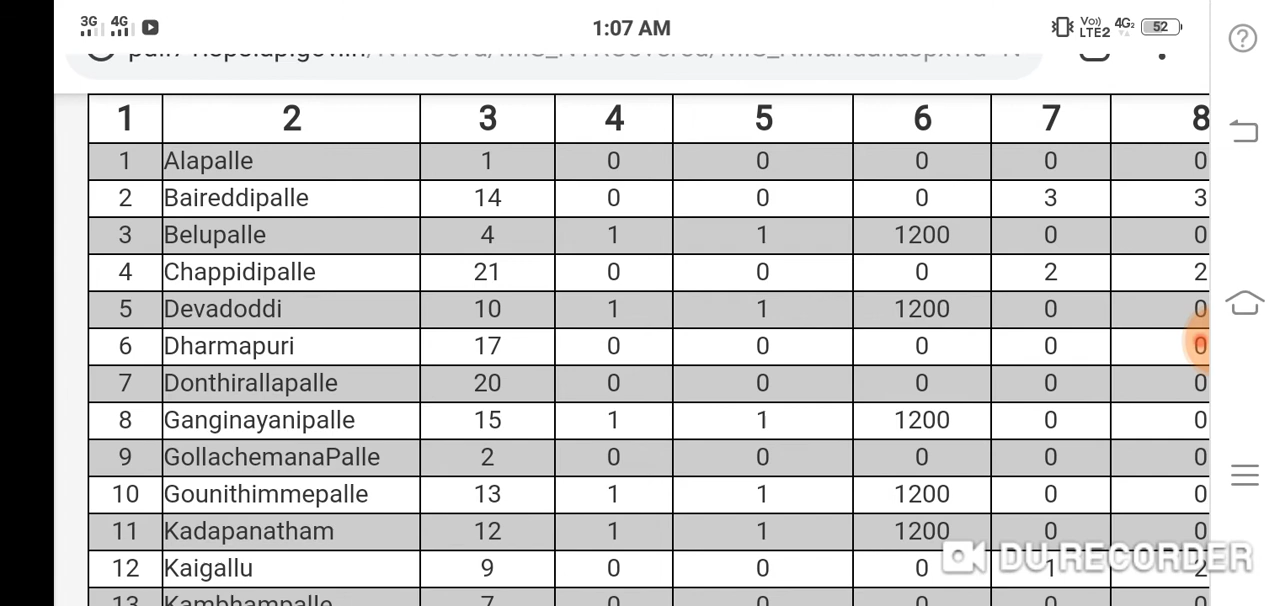 3G 4G 1:07 AM Vo) LTE2 4G2 52
1 2 3 4 5 6 7 8
1 Alapalle 1 0 0 0 0 0
2 Baireddipalle 14 0 0 0 3 3
3 Belupalle 4 1 1 1200 0 0
4 Chappidipalle 21 0 0 0 2 2
5 Devadoddi 10 1 1 1200 0 0
6 Dharmapuri 17 0 0 0 0 0
7 Donthirallapalle 20 0 0 0 0 0
8 Ganginayanipalle 15 1 1 1200 0 0
9 GollachemanaPalle 2 0 0 0 0 0
10 Gounithimmepalle 13 1 1 1200 0 0
11 Kadapanatham 12 1 1 1200 0 0
12 Kaigallu 9 0 0 0 1 2
13 Kambhampalle 7 0 0 0 0 0
DU RECORDER